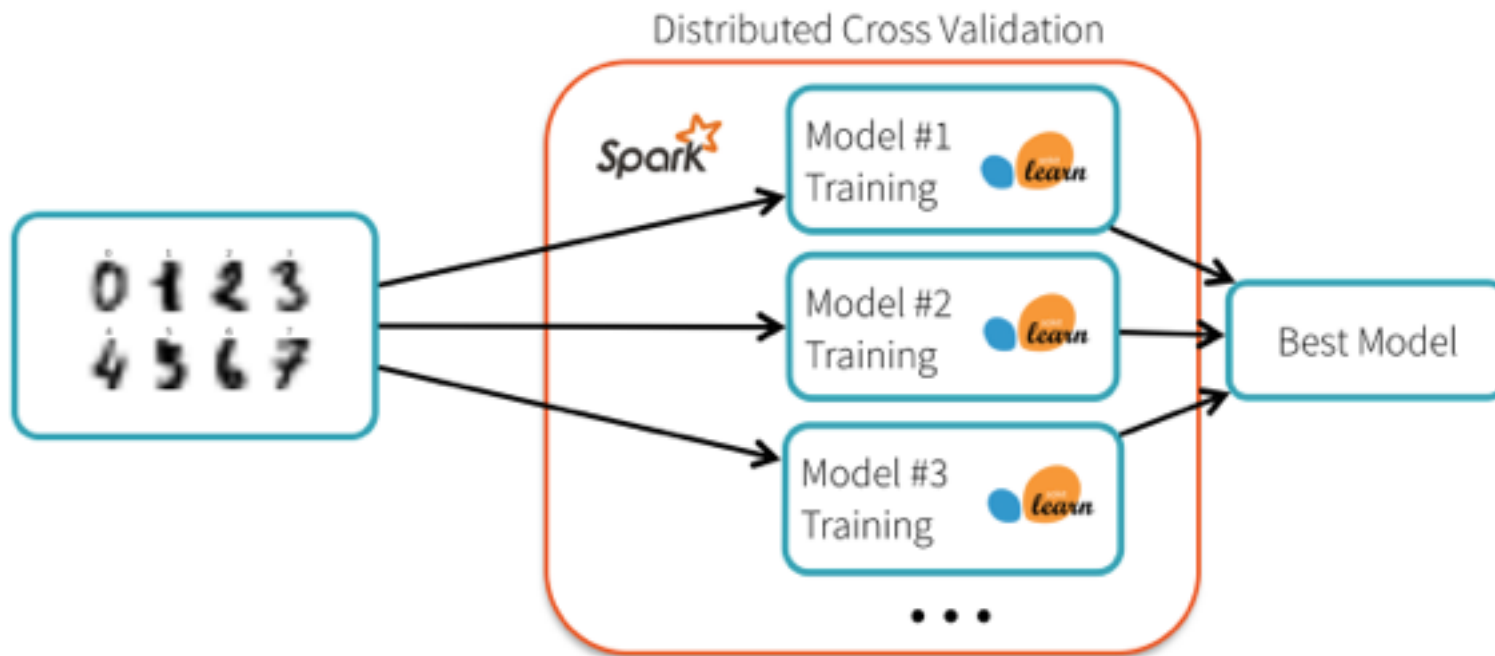 Distributed Cross Validation
Spark
Model #1
Training
learn
0 1 2 3
4 5 6 7
Model #2
Training
learn
Best Model
Model #3
Training
learn
• • •